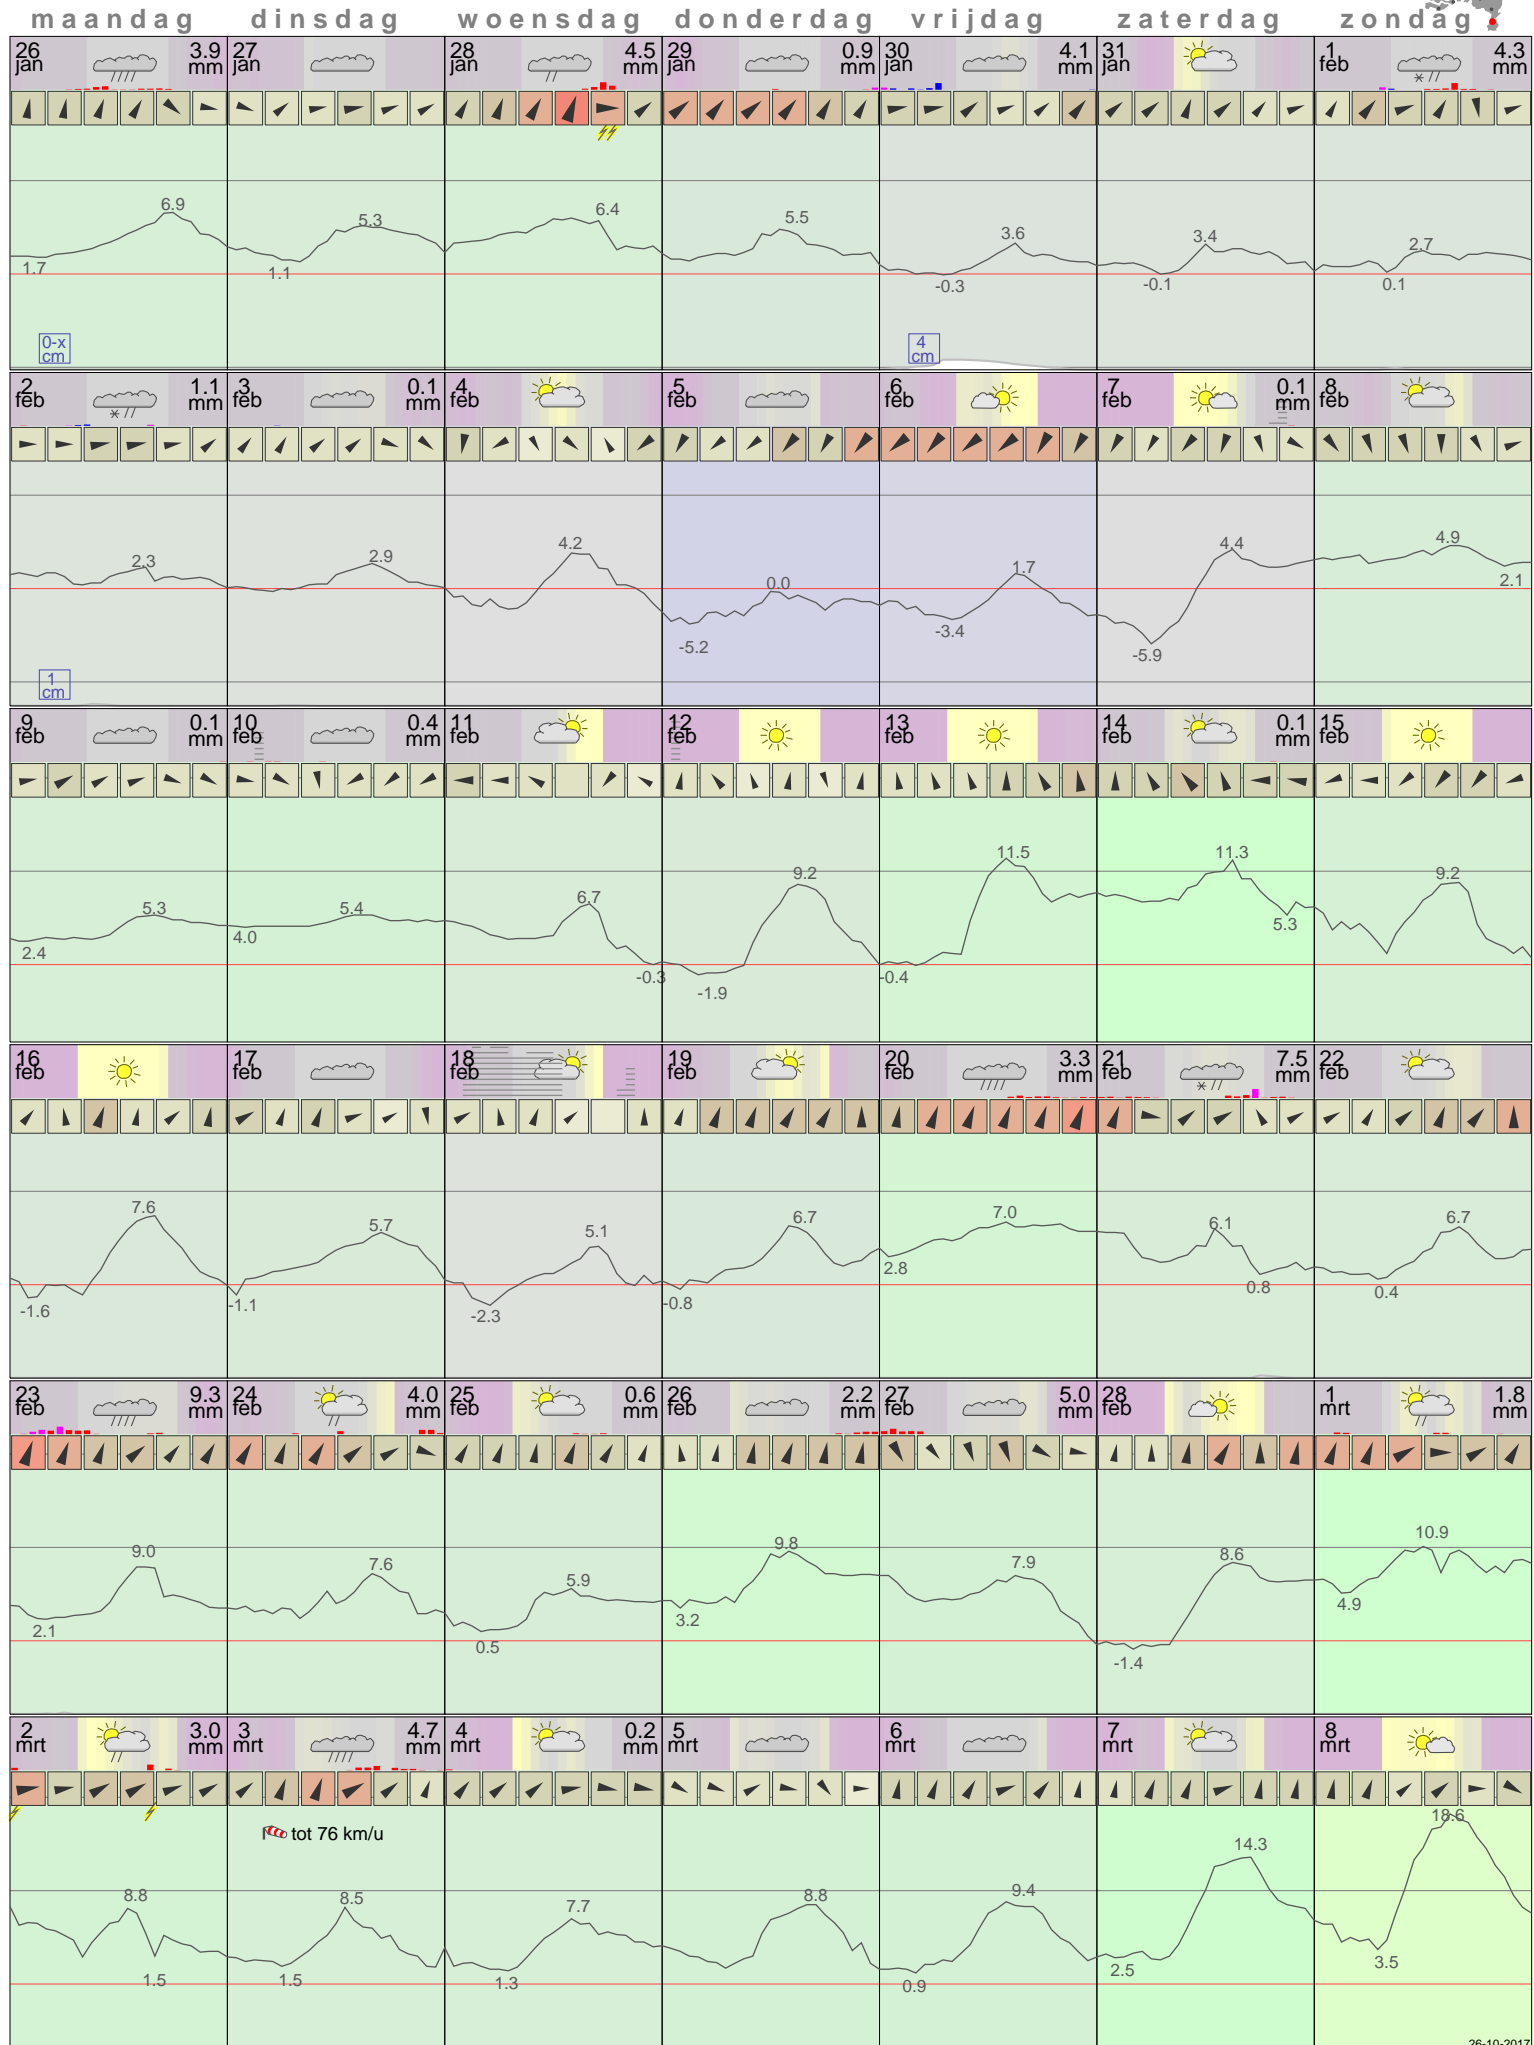 maandag dinsdag woensdag donderdag vrijdag zaterdag zondag
26 jan 3.9 mm 27 jan 28 jan 4.5 mm 29 jan 0.9 mm 30 jan 4.1 mm 31 jan 1 feb 4.3 mm
6.9 5.3 6.4 5.5 3.6 3.4 2.7
1.7 1.1 -0.3 -0.1 0.1
0-x cm 4 cm
2 feb 1.1 mm 3 feb 0.1 mm 4 feb 5 feb 6 feb 7 feb 0.1 mm 8 feb
2.3 2.9 4.2 0.0 1.7 4.4 4.9
-5.2 -3.4 -5.9 2.1
1 cm
9 feb 0.1 mm 10 feb 0.4 mm 11 feb 12 feb 13 feb 14 feb 0.1 mm 15 feb
5.3 5.4 6.7 9.2 11.5 11.3 9.2
2.4 4.0 -0.3 -1.9 -0.4 5.3
16 feb 17 feb 18 feb 19 feb 20 feb 3.3 mm 21 feb 7.5 mm 22 feb
7.6 5.7 5.1 6.7 7.0 6.1 6.7
-1.6 -1.1 -2.3 -0.8 2.8 0.8 0.4
23 feb 9.3 mm 24 feb 4.0 mm 25 feb 0.6 mm 26 feb 2.2 mm 27 feb 5.0 mm 28 feb 1 mrt 1.8 mm
9.0 7.6 5.9 9.8 7.9 8.6 10.9
2.1 0.5 3.2 -1.4 4.9
2 mrt 3.0 mm 3 mrt 4.7 mm 4 mrt 0.2 mm 5 mrt 6 mrt 7 mrt 8 mrt
tot 76 km/u
8.8 8.5 7.7 8.8 9.4 14.3 18.6
1.5 1.5 1.3 0.9 2.5 3.5
26-10-2017